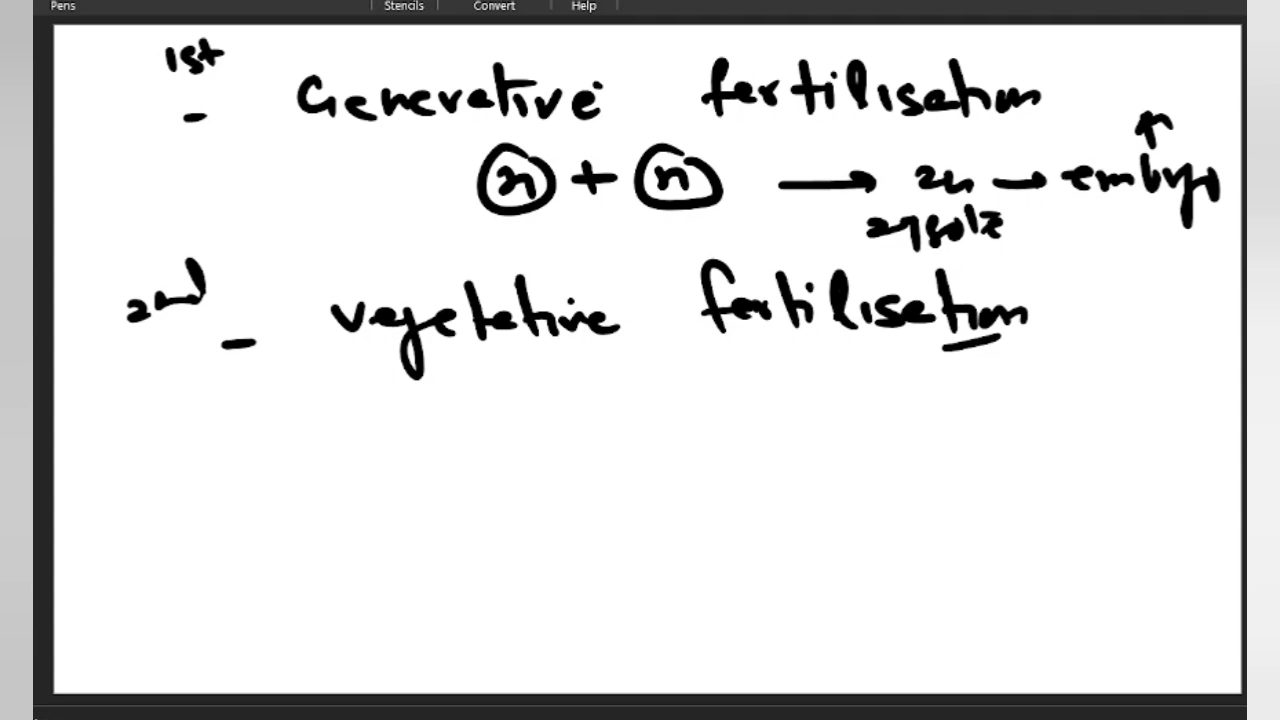 Pens Stencils Convert Help
1st
- Generative fertilisation
n + n → 2n → embryo ↑
zygote
2nd
- vegetative fertilisation